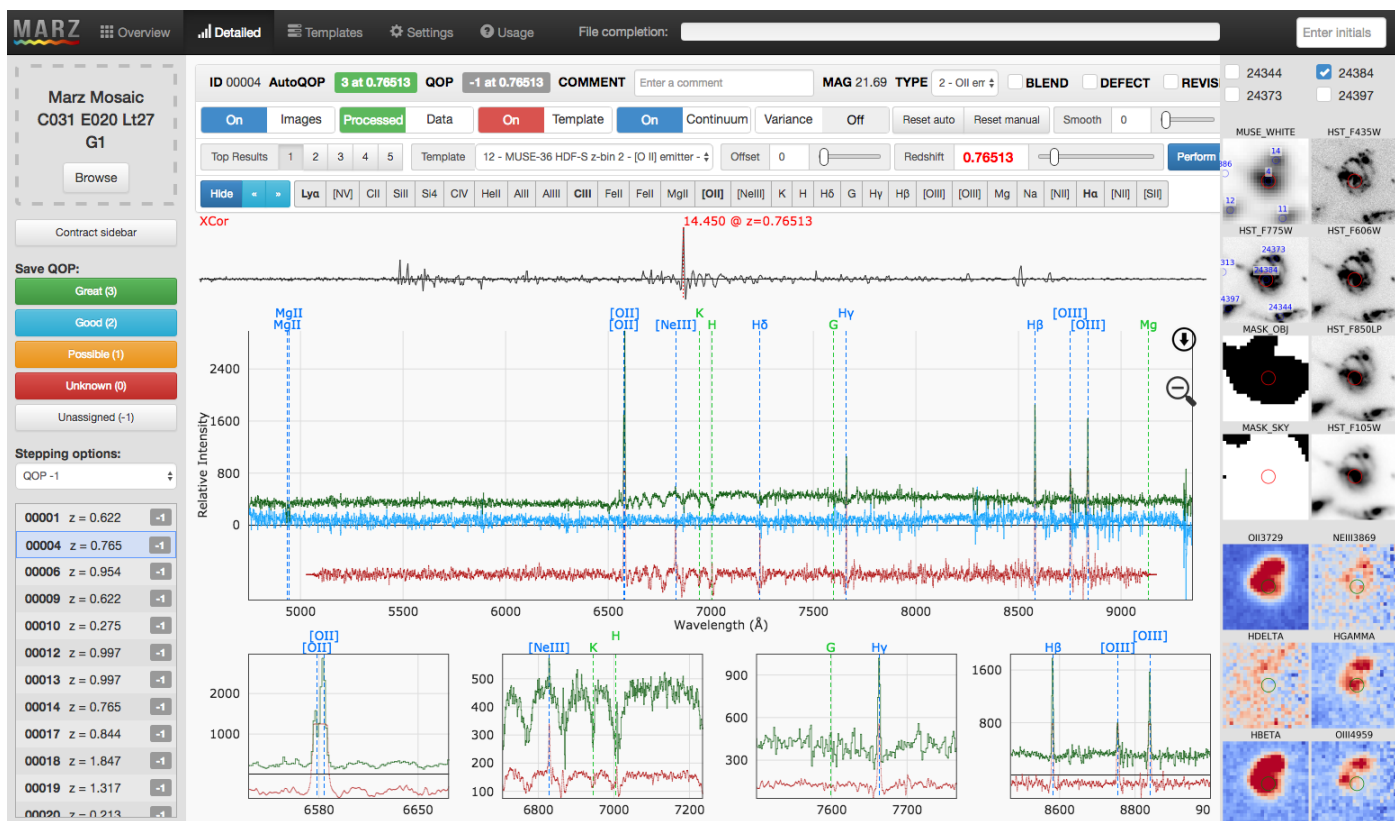 MARZ Overview Detailed Templates Settings Usage File completion: Enter initials
Marz Mosaic
C031 E020 Lt27
G1
Browse
Contract sidebar
Save QOP:
Great (3)
Good (2)
Possible (1)
Unknown (0)
Unassigned (-1)
Stepping options:
QOP -1
00001 z = 0.622 -1
00004 z = 0.765 -1
00006 z = 0.954 -1
00009 z = 0.622 -1
00010 z = 0.275 -1
00012 z = 0.997 -1
00013 z = 0.997 -1
00014 z = 0.765 -1
00017 z = 0.844 -1
00018 z = 1.847 -1
00019 z = 1.317 -1
00020 z = 0.213 -1
ID 00004 AutoQOP 3 at 0.76513 QOP -1 at 0.76513 COMMENT Enter a comment MAG 21.69 TYPE 2 - OII em BLEND DEFECT REVIS
On Images Processed Data On Template On Continuum Variance Off Reset auto Reset manual Smooth 0
Top Results 1 2 3 4 5 Template 12 - MUSE-36 HDF-S z-bin 2 - [O II] emitter - Offset 0 Redshift 0.76513 Perform
Hide « » Lyα [NV] CII SiII Si4 CIV HeII AlII AlIII CIII FeII FeII MgII [OII] [NeIII] K H Hδ G Hγ Hβ [OIII] [OIII] Mg Na [NII] Hα [NII] [SII]
XCor 14.450 @ z=0.76513
MgII [OII] K Hγ [OIII]
MgII [OII] [NeIII] H Hδ G Hβ [OIII] Mg
2400
1600
800
0
Relative Intensity
5000 5500 6000 6500 7000 7500 8000 8500 9000
Wavelength (Å)
[OII]
[OII]
2000
1000
6580 6650
H
[NeIII] K
500
400
300
200
100
6800 7000 7200
G Hγ
900
600
300
7600 7700
[OIII]
Hβ [OIII]
1600
800
8600 8800 90
24344 24384
24373 24397
MUSE_WHITE HST_F435W
386 14
4
12 11
HST_F775W HST_F606W
24373
313 24384
4397 24344
MASK_OBJ HST_F850LP
MASK_SKY HST_F105W
OII3729 NEIII3869
HDELTA HGAMMA
HBETA OIII4959